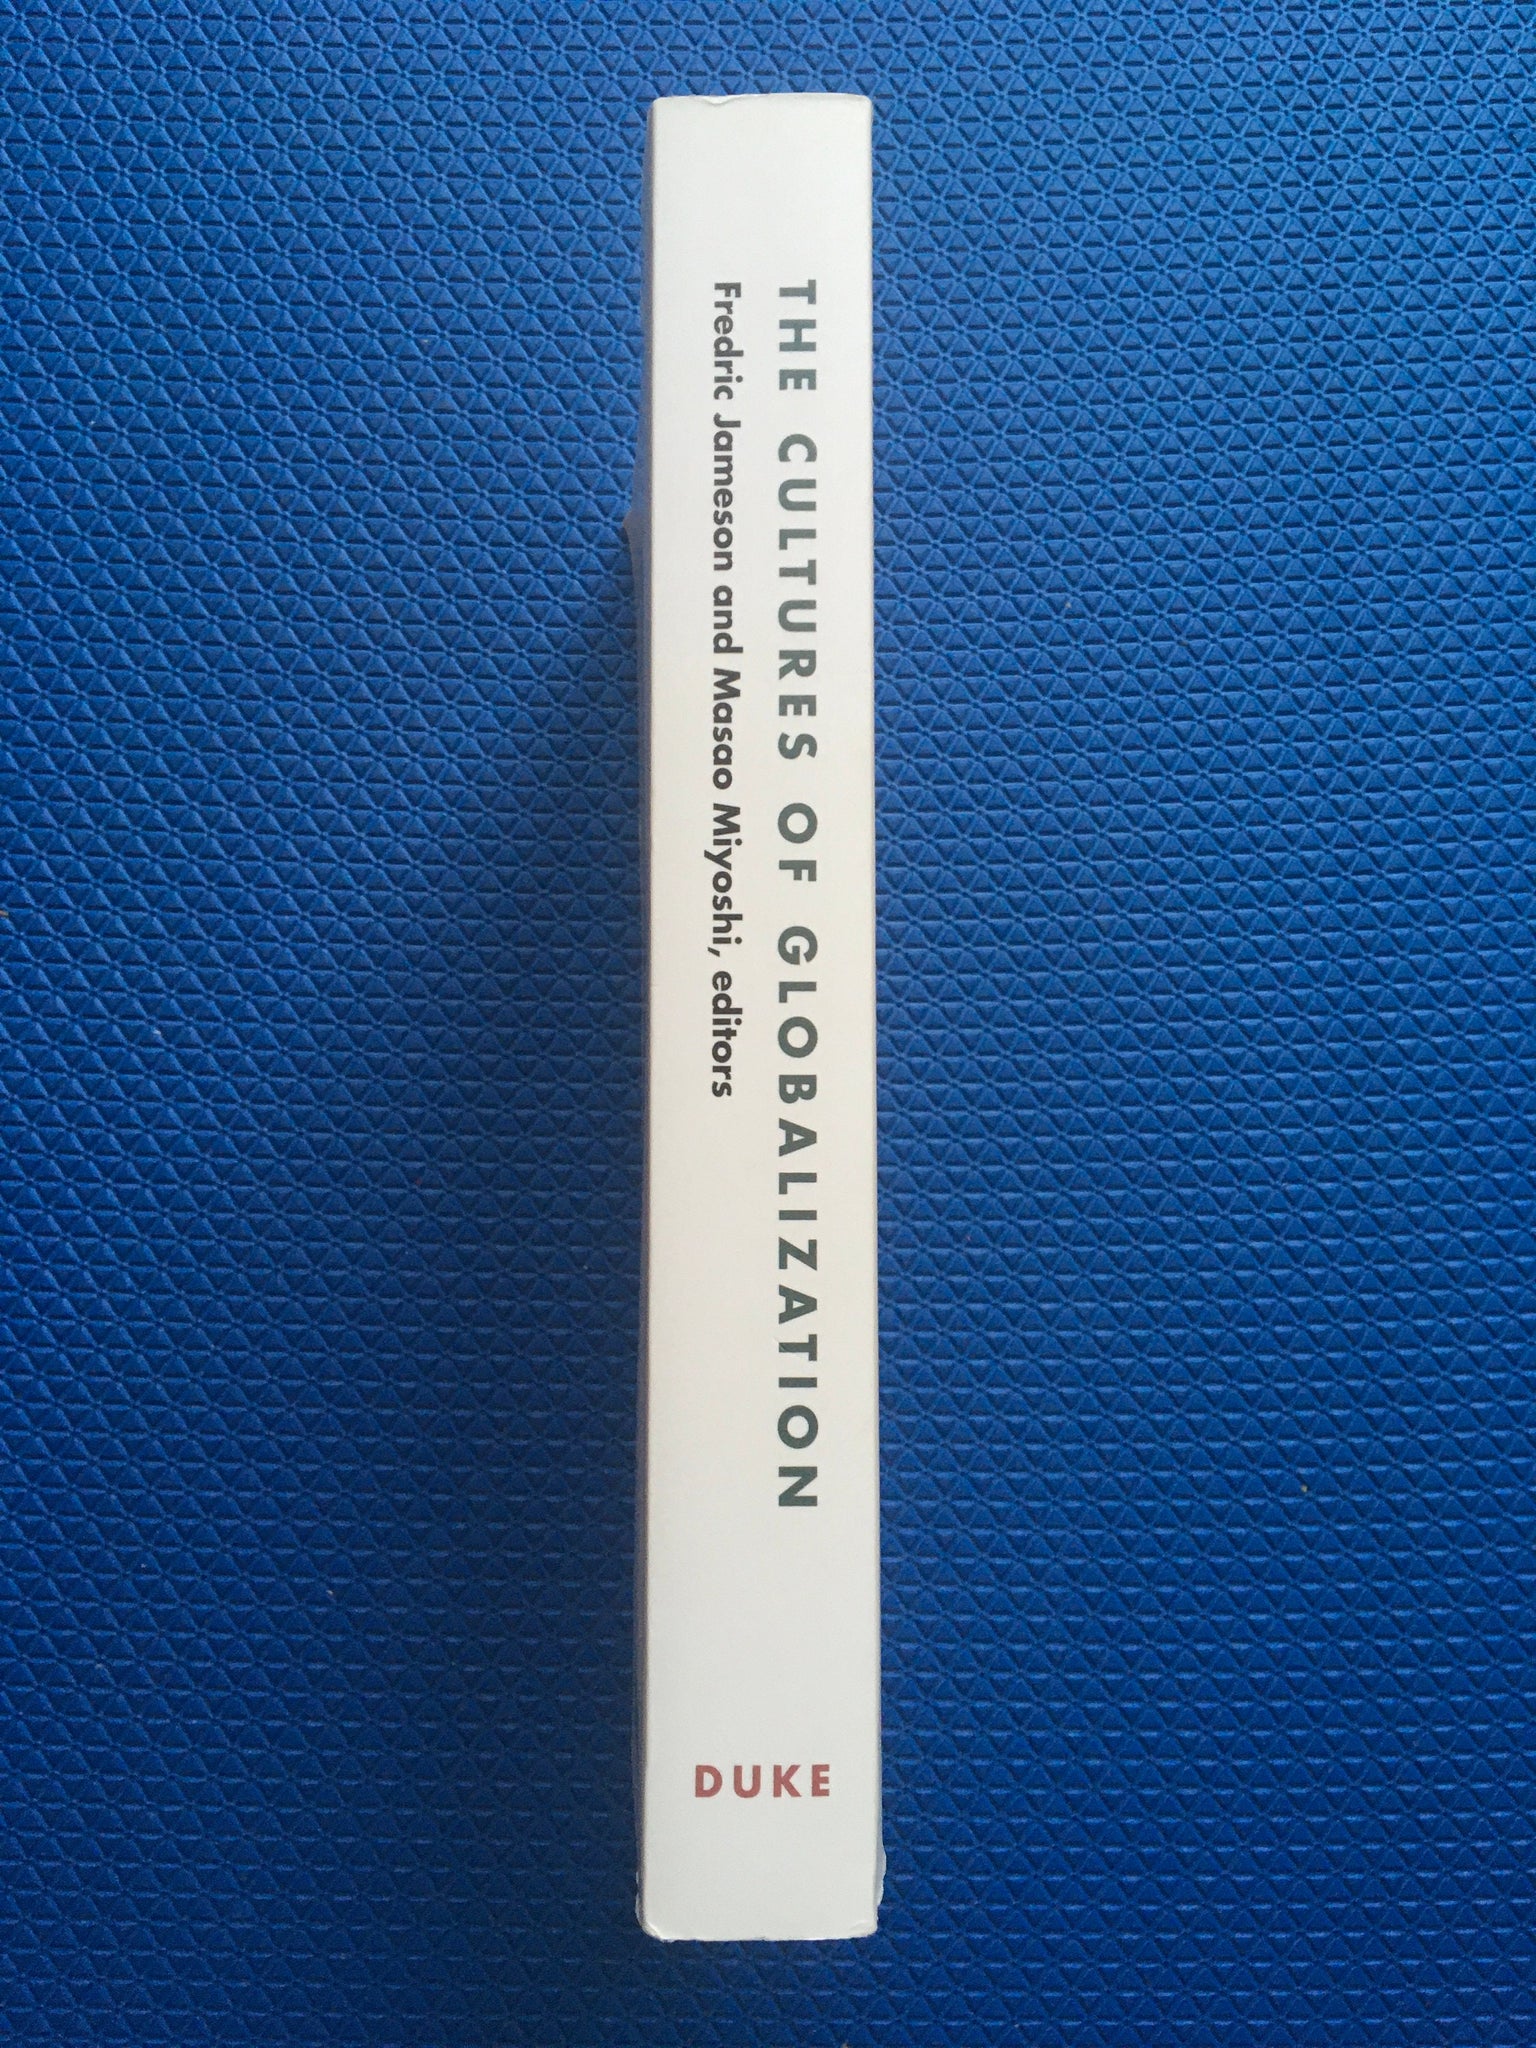 THE CULTURES OF GLOBALIZATION
Fredric Jameson and Masao Miyoshi, editors
DUKE